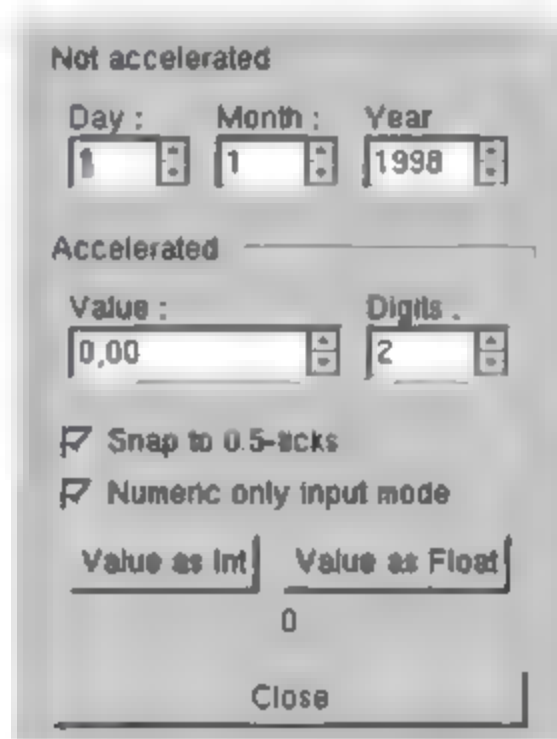 Not accelerated
Day : Month : Year
1 1 1998
Accelerated
Value : Digits :
0,00 2
Snap to 0.5-ticks
Numeric only input mode
Value as Int Value as Float
0
Close